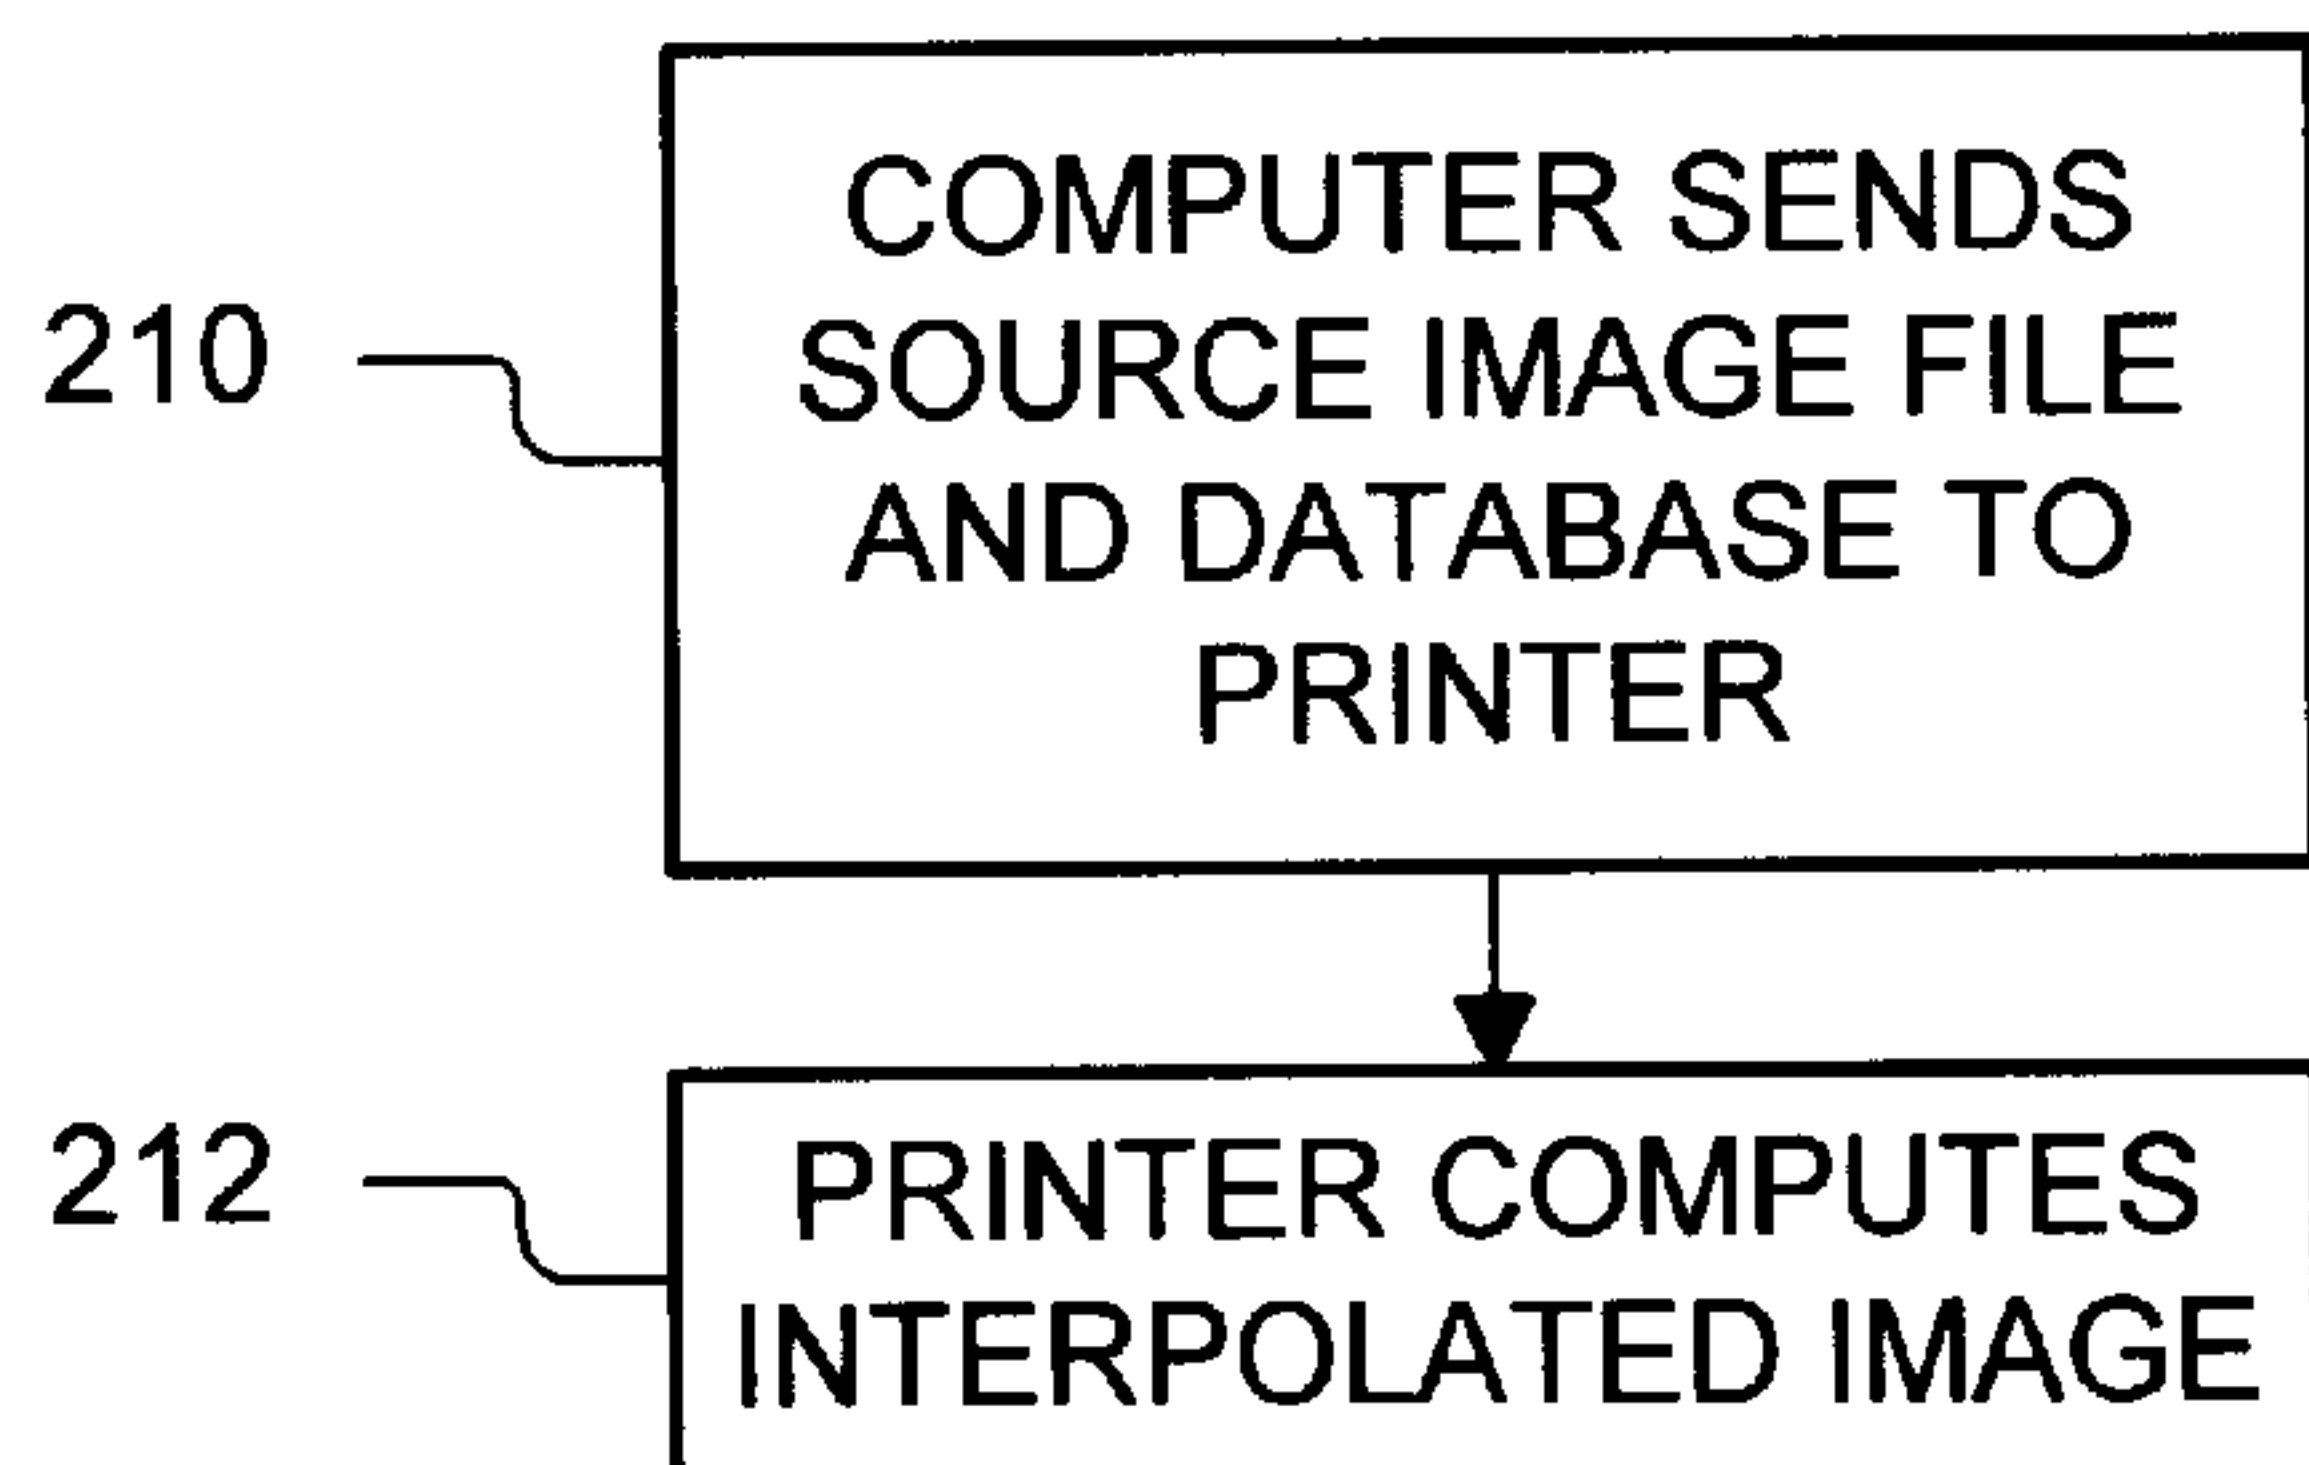 210
COMPUTER SENDS
SOURCE IMAGE FILE
AND DATABASE TO
PRINTER
212
PRINTER COMPUTES
INTERPOLATED IMAGE